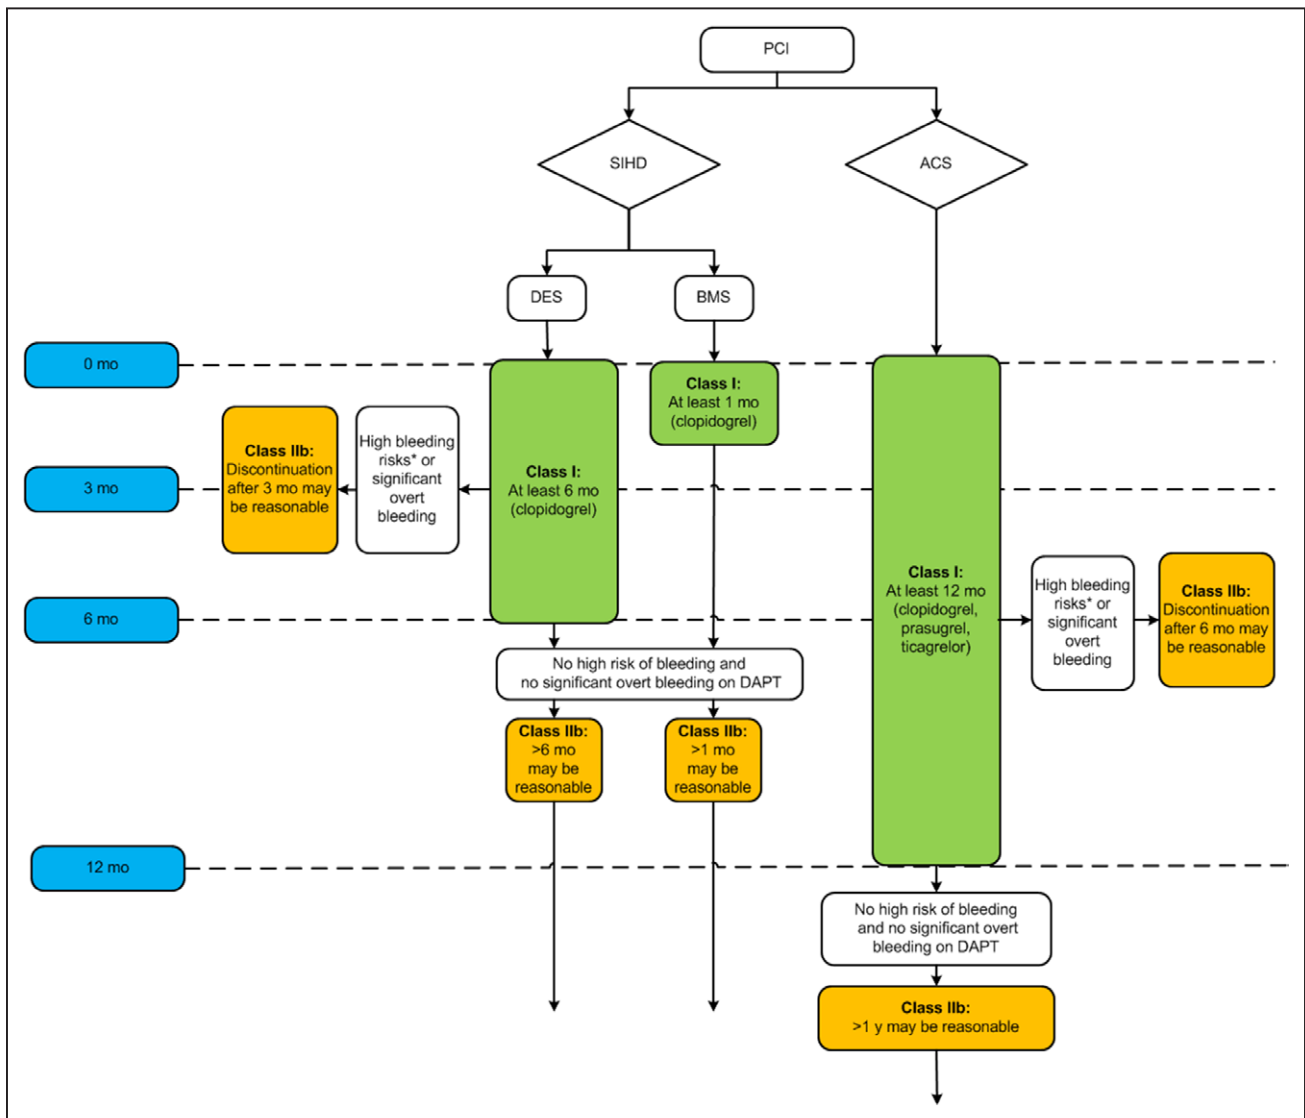 PCI
SIHD
ACS
DES
BMS
0 mo
Class I:
At least 1 mo
(clopidogrel)
Class IIb:
Discontinuation
after 3 mo may
be reasonable
High bleeding
risks* or
significant
overt
bleeding
3 mo
Class I:
At least 6 mo
(clopidogrel)
Class I:
At least 12 mo
(clopidogrel,
prasugrel,
ticagrelor)
High bleeding
risks* or
significant
overt
bleeding
Class IIb:
Discontinuation
after 6 mo may
be reasonable
6 mo
No high risk of bleeding and
no significant overt bleeding on DAPT
Class IIb:
>6 mo
may be
reasonable
Class IIb:
>1 mo
may be
reasonable
12 mo
No high risk of bleeding
and no significant overt
bleeding on DAPT
Class IIb:
>1 y may be reasonable